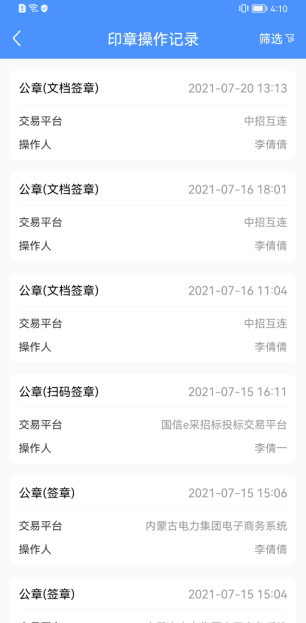 4:10
印章操作记录
筛选
公章(文档签章) 2021-07-20 13:13
交易平台 中招互连
操作人 李倩倩
公章(文档签章) 2021-07-16 18:01
交易平台 中招互连
操作人 李倩倩
公章(文档签章) 2021-07-16 11:04
交易平台 中招互连
操作人 李倩倩
公章(扫码签章) 2021-07-15 16:11
交易平台 国信e采招标投标交易平台
操作人 李倩一
公章(签章) 2021-07-15 15:06
交易平台 内蒙古电力集团电子商务系统
操作人 李倩倩
公章(签章) 2021-07-15 15:04